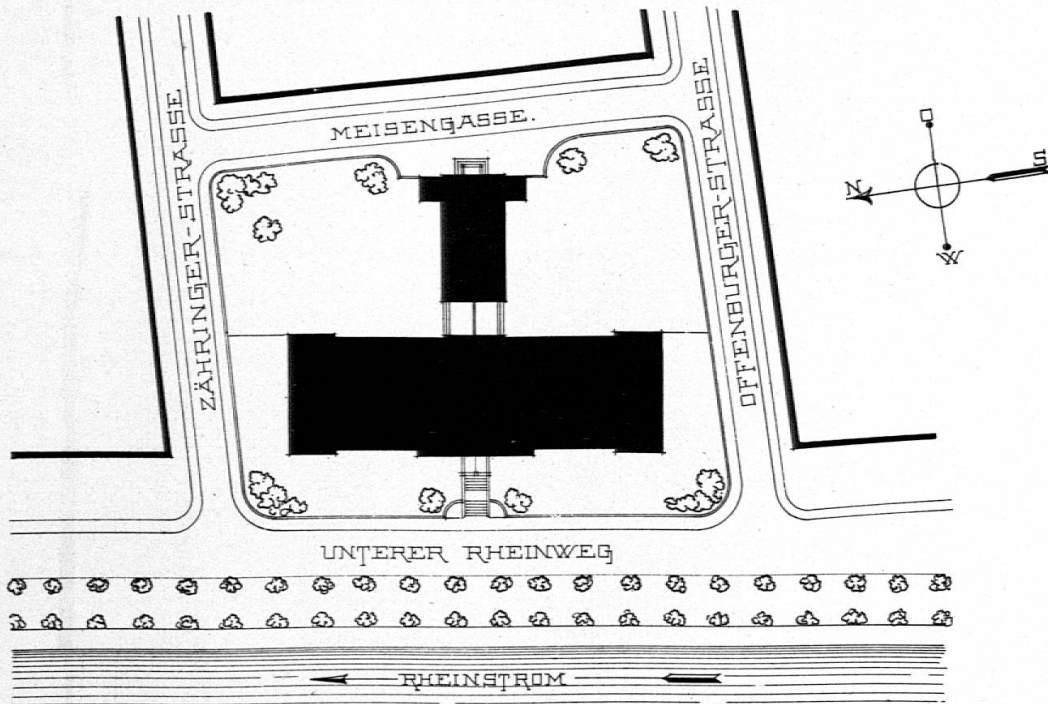 MEISENGASSE.
ZÄHRINGER-STRASSE
OFFENBURGER-STRASSE
O
S
N
W
UNTERER RHEINWEG
RHEINSTROM